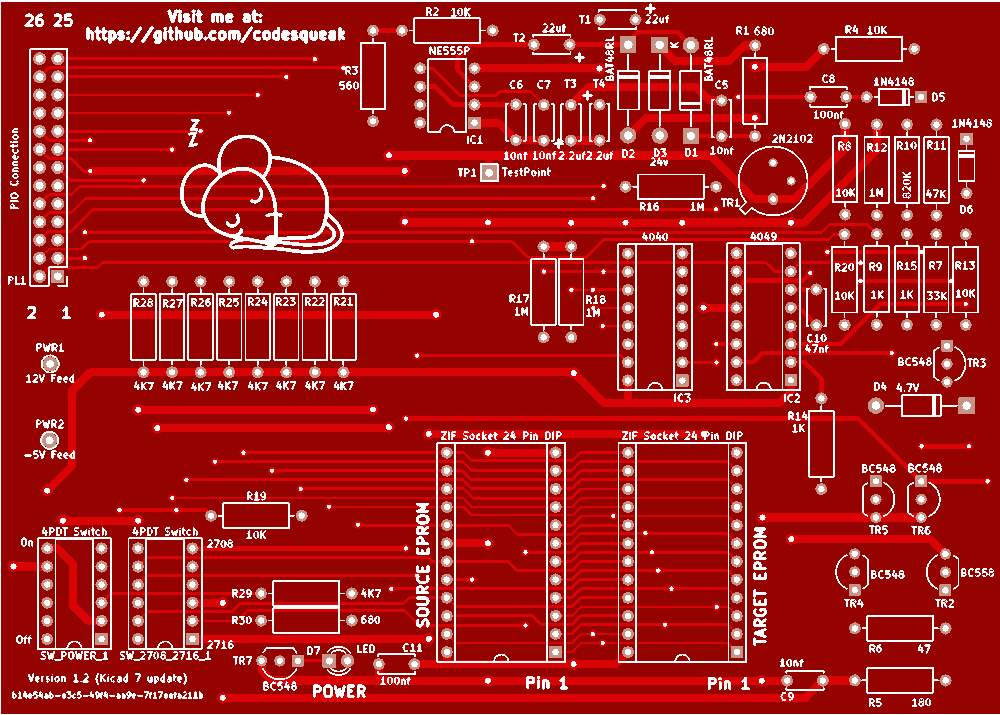 26 25
Visit me at:
https://github.com/codesqueak
R2 10K
T1
22uf
T2
22uf
NE555P
R3
560
IC1
BAT48RL
K
BAT48RL
R1 680
R4 10K
C6
C7
T3
T4
C5
C8
100nf
1N4148
D5
10nf
10nf
2.2uf
2.2uf
D2
D3
D1
24v
10nf
2N2102
TR1
1N4148
D6
PIO Connection
PL1
2 1
TP1
TestPoint
R16 1M
R8
10K
R12
1M
R10
820K
R11
47K
4040
4049
R17
1M
R18
1M
R20
10K
R9
1K
R15
1K
R7
33K
R13
10K
C10
47nf
IC3
IC2
R28
R27
R26
R25
R24
R23
R22
R21
4K7
4K7
4K7
4K7
4K7
4K7
4K7
4K7
PWR1
12V Feed
PWR2
-5V Feed
BC548
TR3
D4 4.7V
R14
1K
ZIF Socket 24 Pin DIP
ZIF Socket 24 Pin DIP
SOURCE EPROM
TARGET EPROM
BC548
BC548
TR5
TR6
R19
10K
4PDT Switch
4PDT Switch
On
2708
Off
2716
SW_POWER_1
SW_2708_2716_1
R29
4K7
R30
680
BC548
TR4
BC558
TR2
R6 47
TR7
BC548
D7
LED
POWER
C11
100nf
Pin 1
Pin 1
10nf
C9
R5 180
Version 1.2 (Kicad 7 update)